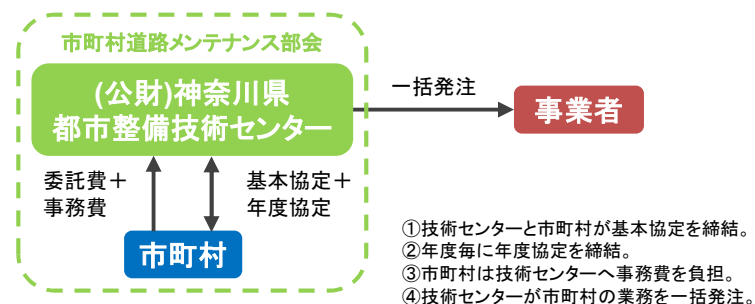 市町村道路メンテナンス部会
(公財)神奈川県
都市整備技術センター
一括発注
事業者
委託費＋
事務費
基本協定＋
年度協定
市町村
①技術センターと市町村が基本協定を締結。
②年度毎に年度協定を締結。
③市町村は技術センターへ事務費を負担。
④技術センターが市町村の業務を一括発注。